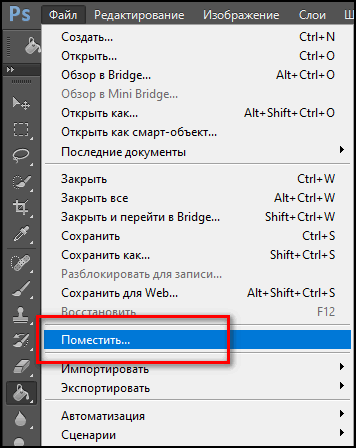 Ps Файл Редактирование Изображение Слои Ш
Создать... Ctrl+N
Открыть... Ctrl+O
Обзор в Bridge... Alt+Ctrl+O
Обзор в Mini Bridge...
Открыть как... Alt+Shift+Ctrl+O
Открыть как смарт-объект...
Последние документы
Закрыть Ctrl+W
Закрыть все Alt+Ctrl+W
Закрыть и перейти в Bridge... Shift+Ctrl+W
Сохранить Ctrl+S
Сохранить как... Shift+Ctrl+S
Разблокировать для записи...
Сохранить для Web... Alt+Shift+Ctrl+S
Восстановить F12
Поместить...
Импортировать
Экспортировать
Автоматизация
Сценарии